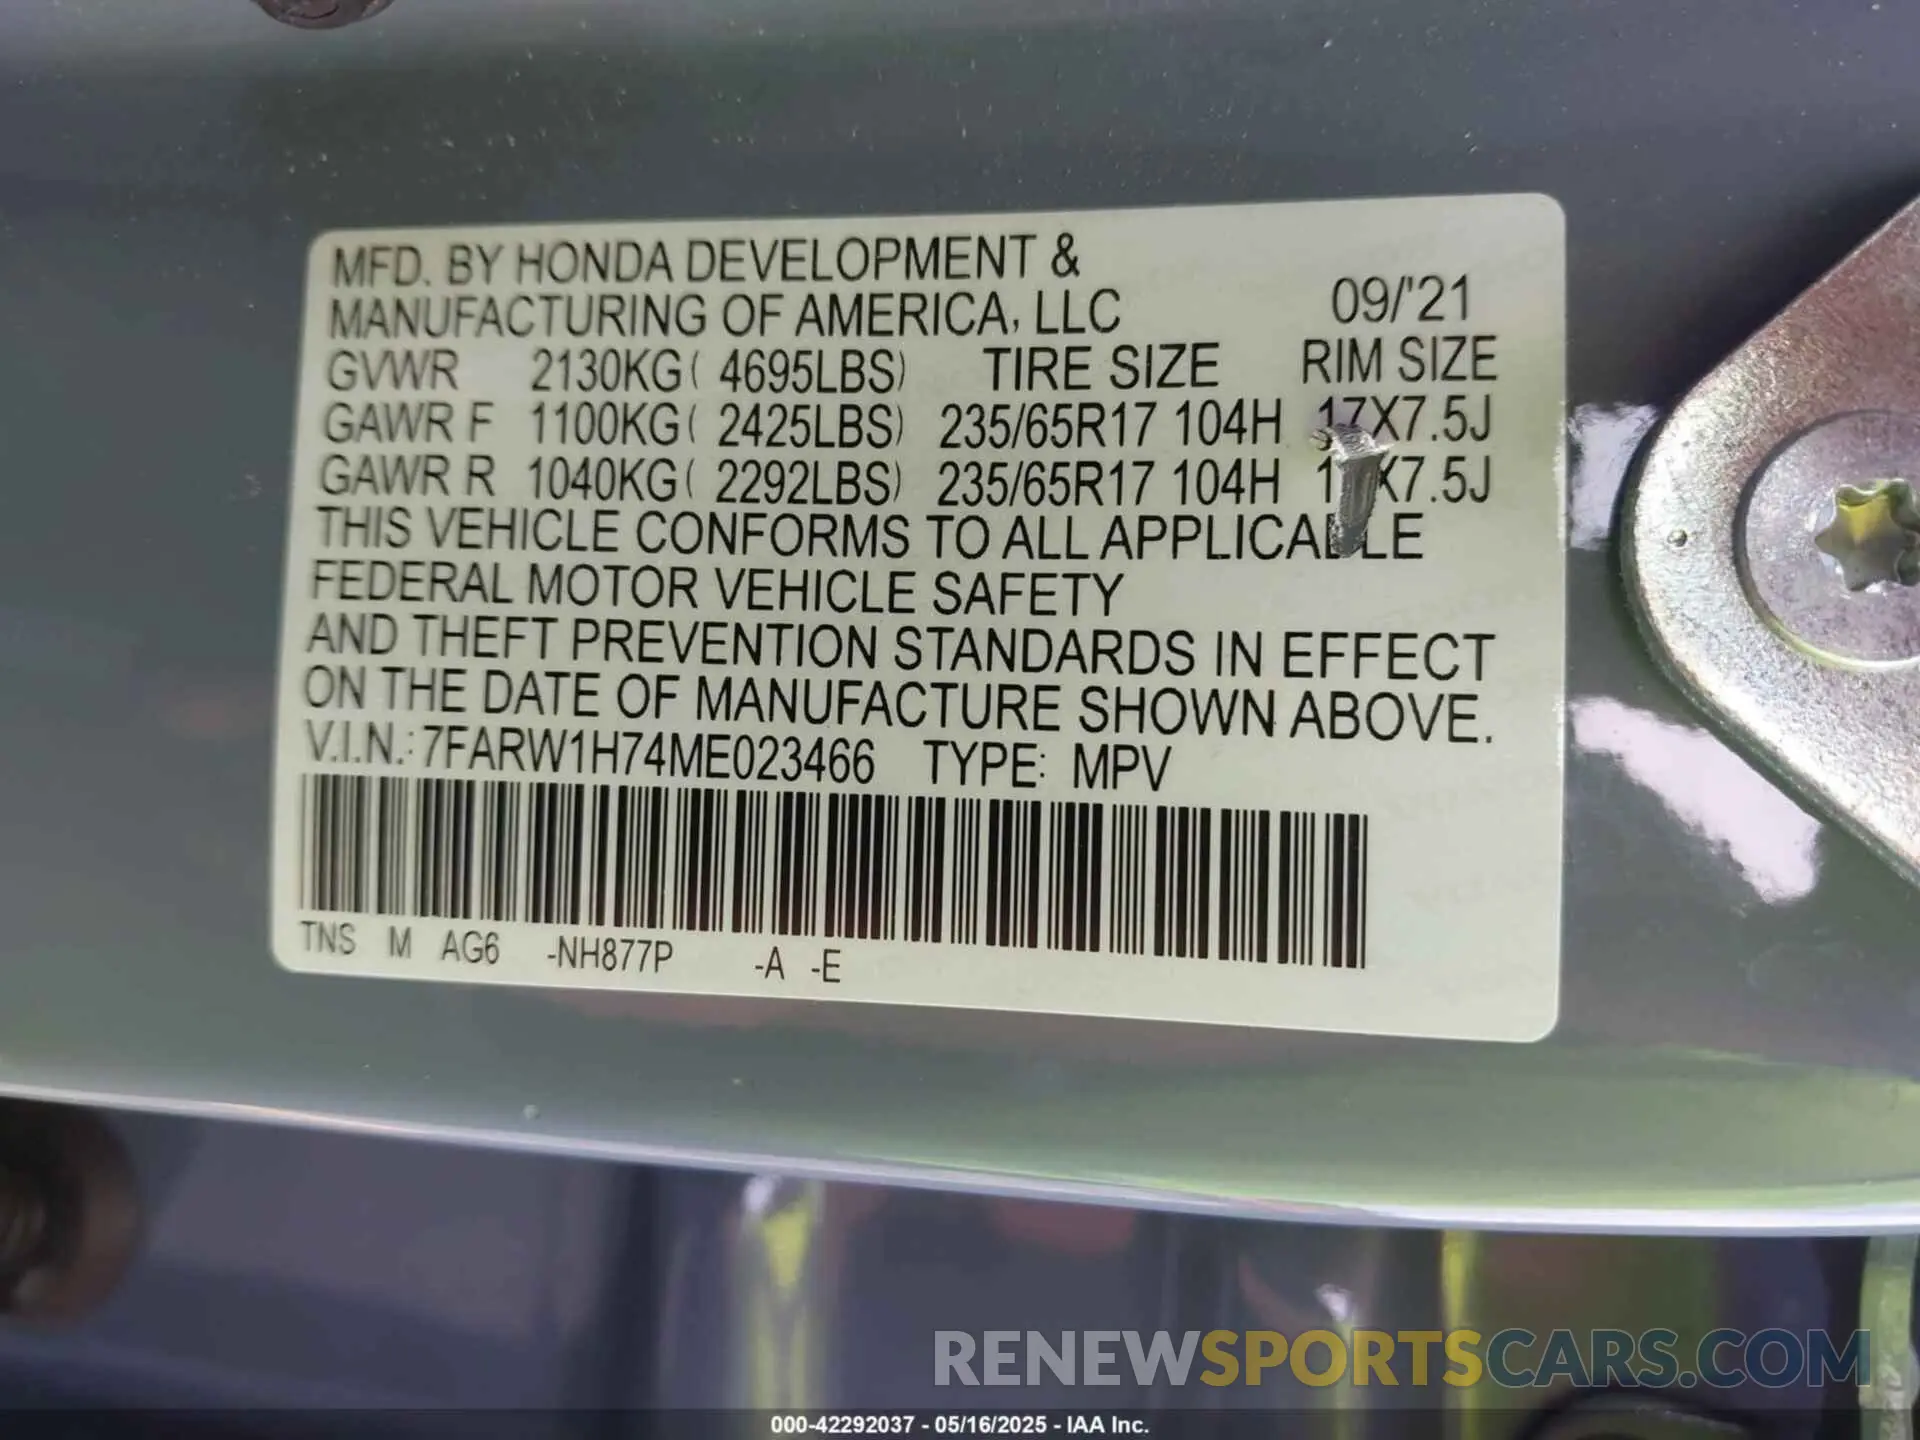 MFD. BY HONDA DEVELOPMENT &
MANUFACTURING OF AMERICA, LLC 09/'21
GVWR 2130KG( 4695LBS) TIRE SIZE RIM SIZE
GAWR F 1100KG( 2425LBS) 235/65R17 104H 17X7.5J
GAWR R 1040KG( 2292LBS) 235/65R17 104H
THIS VEHICLE CONFORMS TO ALL APPLICABLE
FEDERAL MOTOR VEHICLE SAFETY
AND THEFT PREVENTION STANDARDS IN EFFECT
ON THE DATE OF MANUFACTURE SHOWN ABOVE.
V.I.N.: 7FARW1H74ME023466 TYPE: MPV
TNS M AG6 -NH877P -A -E
RENEWSPORTSCARS.COM
000-42292037 - 05/16/2025 - IAA Inc.